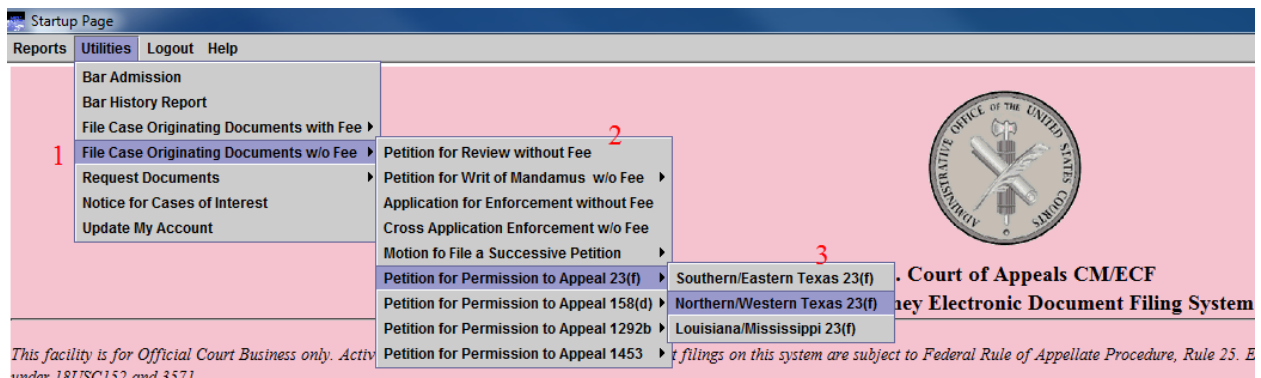 Startup Page
Reports Utilities Logout Help
Bar Admission
Bar History Report
File Case Originating Documents with Fee
1 File Case Originating Documents w/o Fee
Request Documents
Notice for Cases of Interest
Update My Account
2
Petition for Review without Fee
Petition for Writ of Mandamus w/o Fee
Application for Enforcement without Fee
Cross Application Enforcement w/o Fee
Motion fo File a Successive Petition
Petition for Permission to Appeal 23(f)
Petition for Permission to Appeal 158(d)
Petition for Permission to Appeal 1292b
Petition for Permission to Appeal 1453
3
Southern/Eastern Texas 23(f)
Northern/Western Texas 23(f)
Louisiana/Mississippi 23(f)
ADMINISTRATIVE OFFICE OF THE UNITED STATES COURTS
. Court of Appeals CM/ECF
ney Electronic Document Filing System
This facility is for Official Court Business only. Activ
t filings on this system are subject to Federal Rule of Appellate Procedure, Rule 25. E
under 18USC152 and 3571